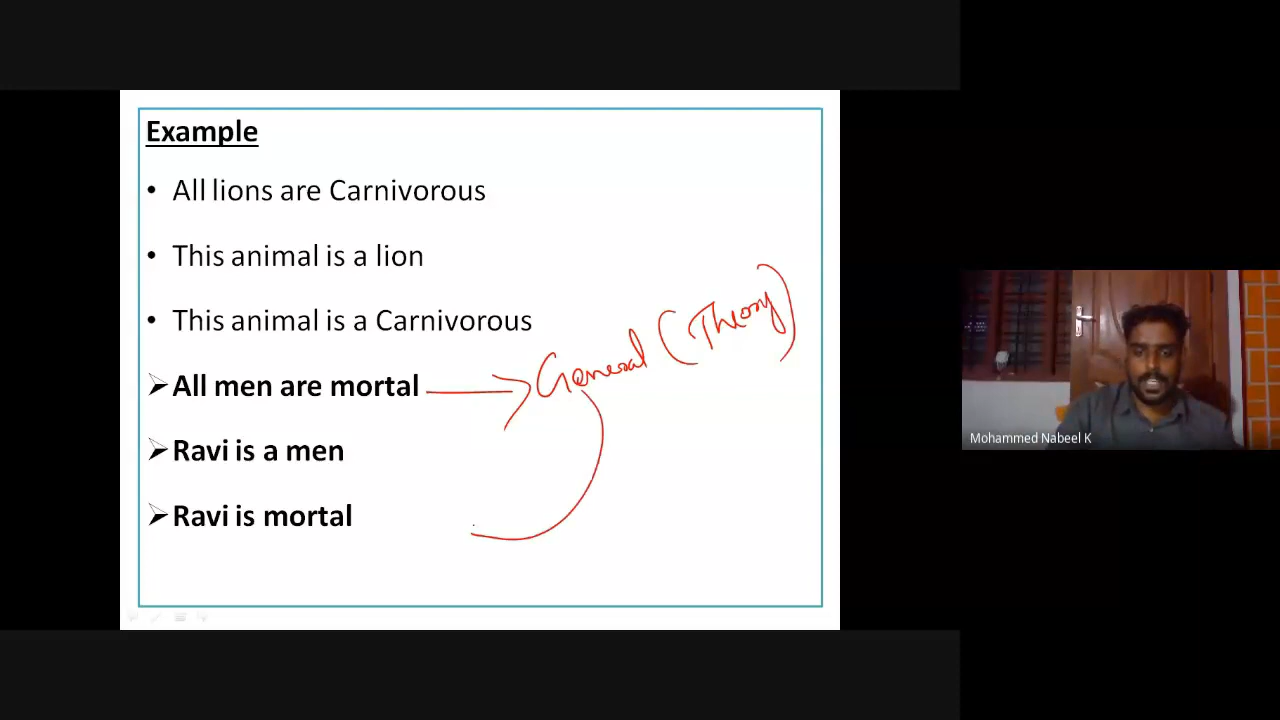 Example
• All lions are Carnivorous
• This animal is a lion
• This animal is a Carnivorous
General (Theory)
➢ All men are mortal
➢ Ravi is a men
➢ Ravi is mortal
Mohammed Nabeel K